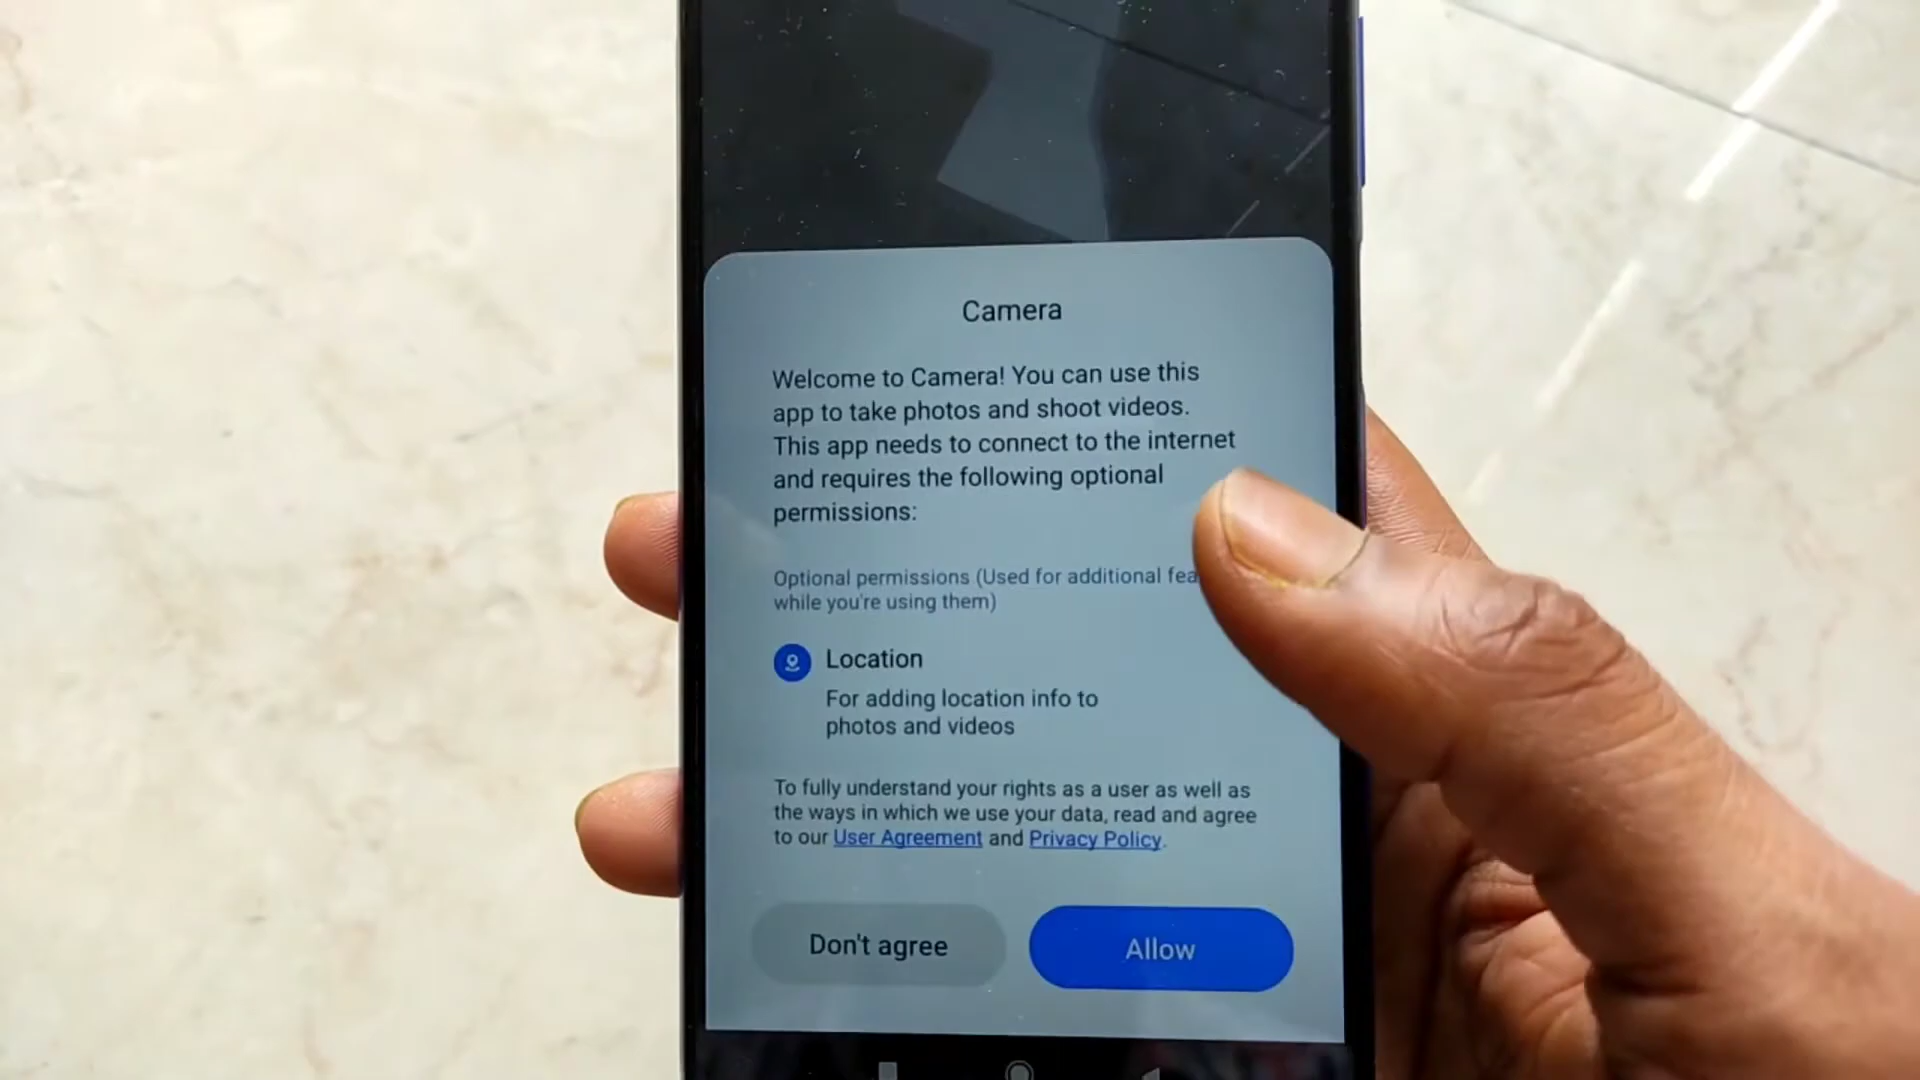 Camera
Welcome to Camera! You can use this
app to take photos and shoot videos.
This app needs to connect to the internet
and requires the following optional
permissions:
Optional permissions (Used for additional
while you're using them)
Location
For adding location info to
photos and videos
To fully understand your rights as a user as well as
the ways in which we use your data, read and agree
to our User Agreement and Privacy Policy.
Don't agree
Allow